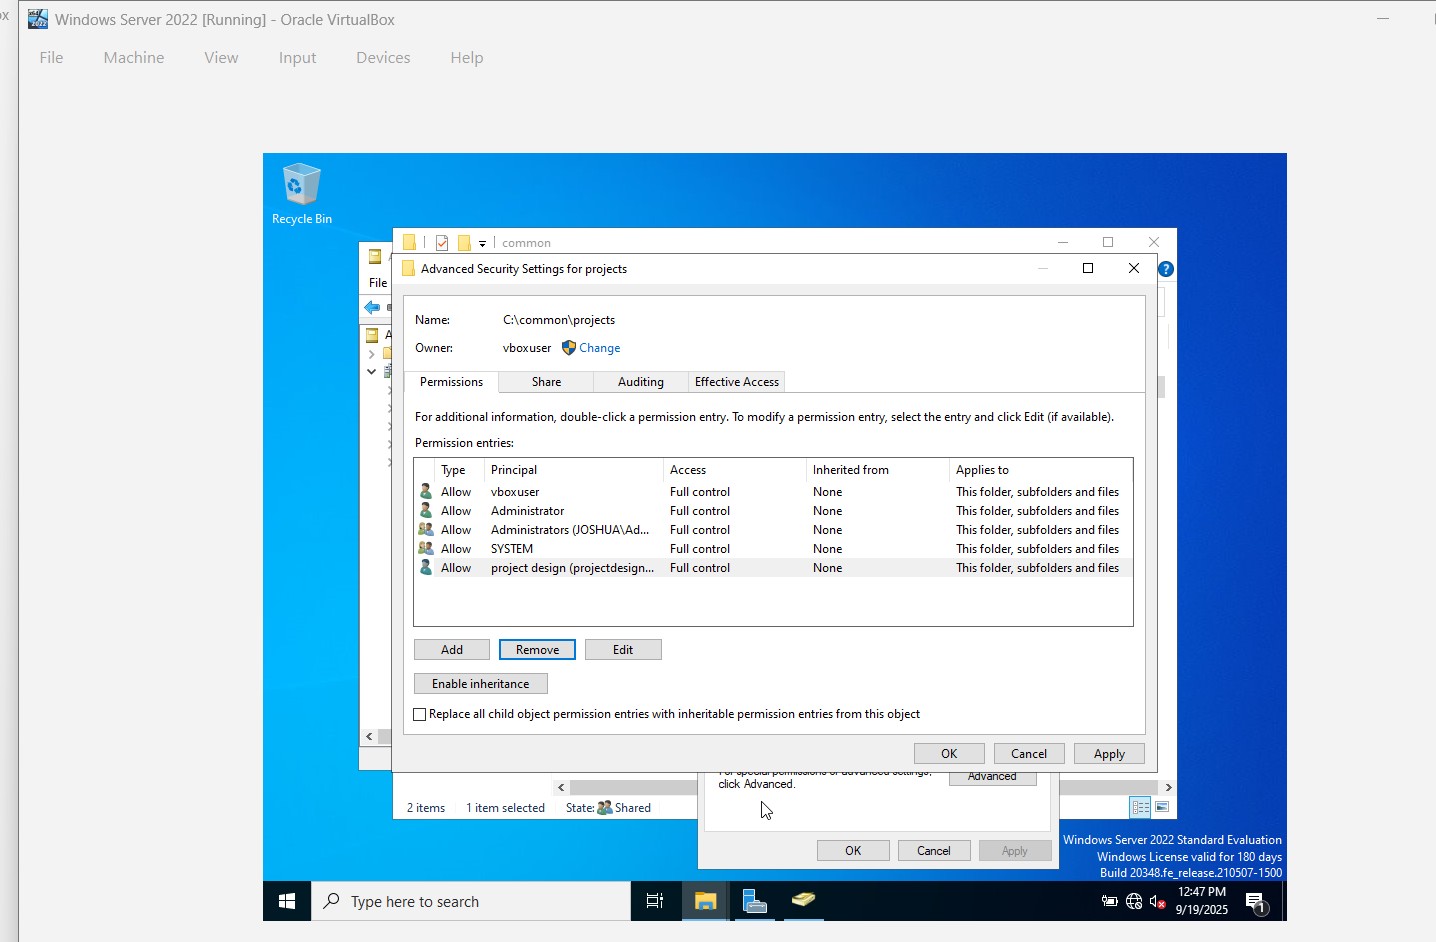 ox
Windows Server 2022 [Running] - Oracle VirtualBox
File Machine View Input Devices Help
Recycle Bin
common
Advanced Security Settings for projects
File
Name: C:\common\projects
Owner: vboxuser Change
Permissions Share Auditing Effective Access
For additional information, double-click a permission entry. To modify a permission entry, select the entry and click Edit (if available).
Permission entries:
Type Principal Access Inherited from Applies to
Allow vboxuser Full control None This folder, subfolders and files
Allow Administrator Full control None This folder, subfolders and files
Allow Administrators (JOSHUA\Ad... Full control None This folder, subfolders and files
Allow SYSTEM Full control None This folder, subfolders and files
Allow project design (projectdesign... Full control None This folder, subfolders and files
Add Remove Edit
Enable inheritance
Replace all child object permission entries with inheritable permission entries from this object
OK Cancel Apply
For special permissions or advanced settings,
click Advanced.
Advanced
2 items 1 item selected State: Shared
OK Cancel Apply
Windows Server 2022 Standard Evaluation
Windows License valid for 180 days
Build 20348.fe_release.210507-1500
Type here to search
12:47 PM
9/19/2025
1